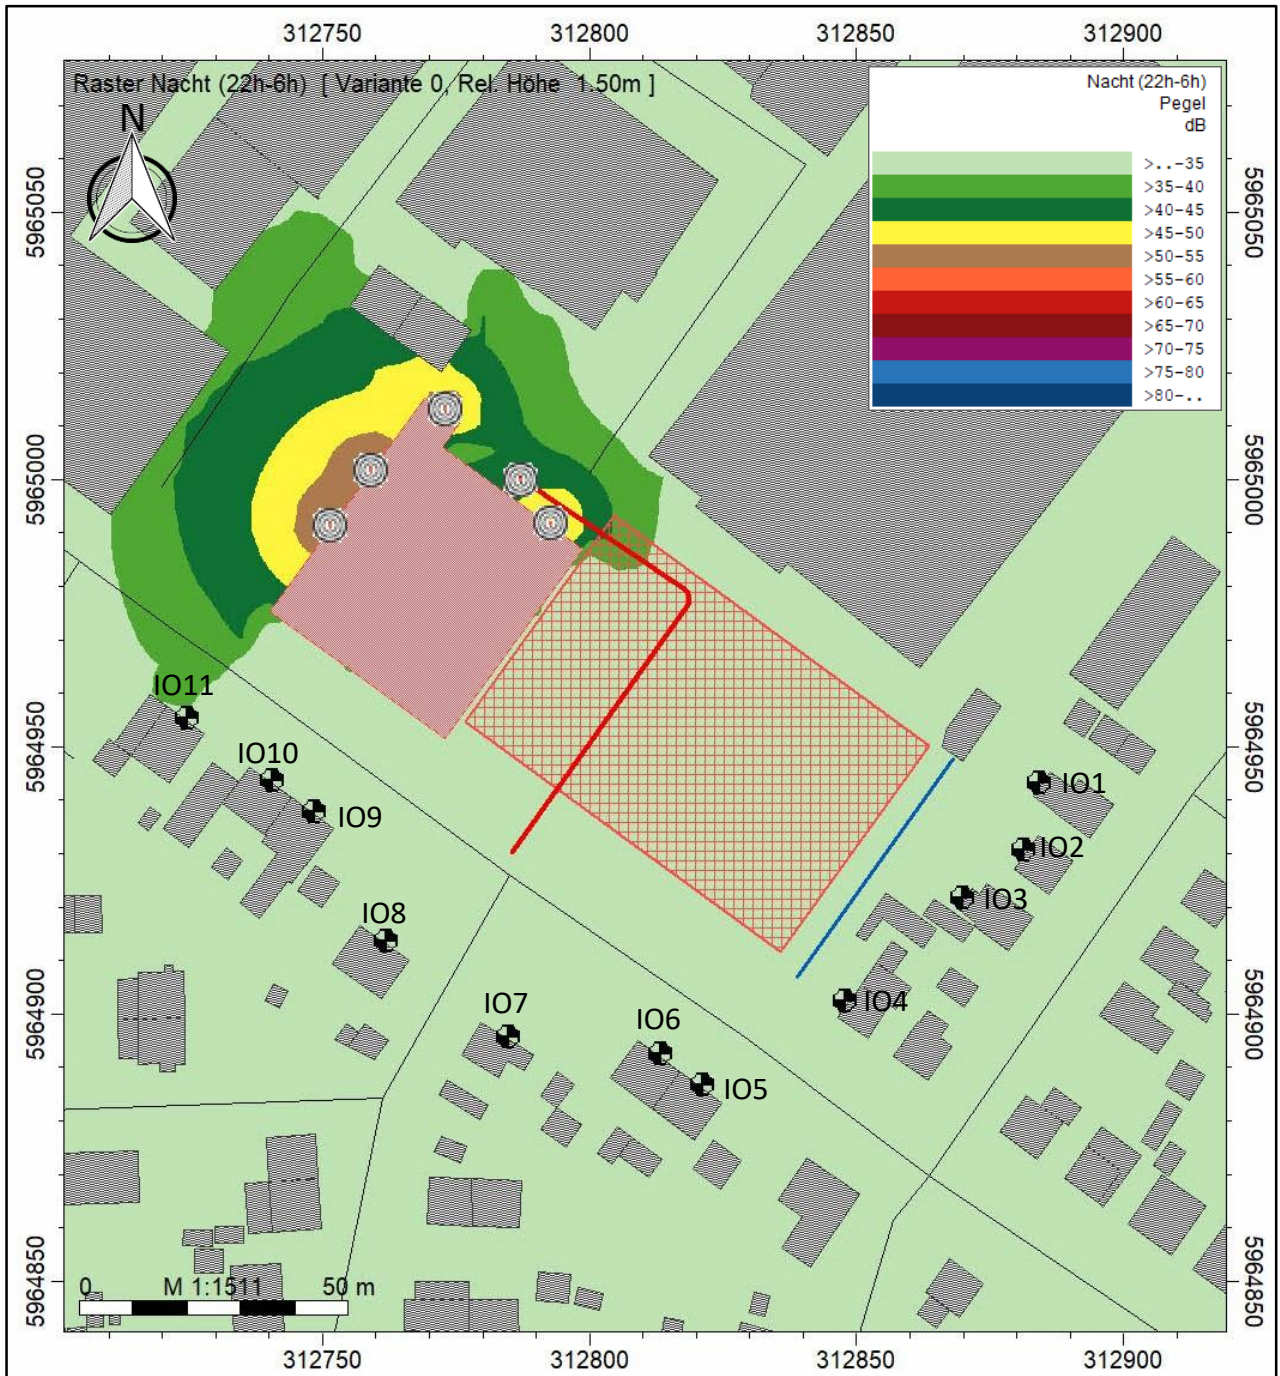 312750 312800 312850 312900
Raster Nacht (22h-6h) [ Variante 0, Rel. Höhe 1.50m ]
Nacht (22h-6h)
Pegel
dB
>..-35
>35-40
>40-45
>45-50
>50-55
>55-60
>60-65
>65-70
>70-75
>75-80
>80-..
N
5965050 5965050
5965000 5965000
IO11
5964950 5964950
IO10
IO1
IO9
IO2
IO3
IO8
5964900 5964900
IO4
IO7
IO6
IO5
5964850 5964850
0 M 1:1511 50 m
312750 312800 312850 312900